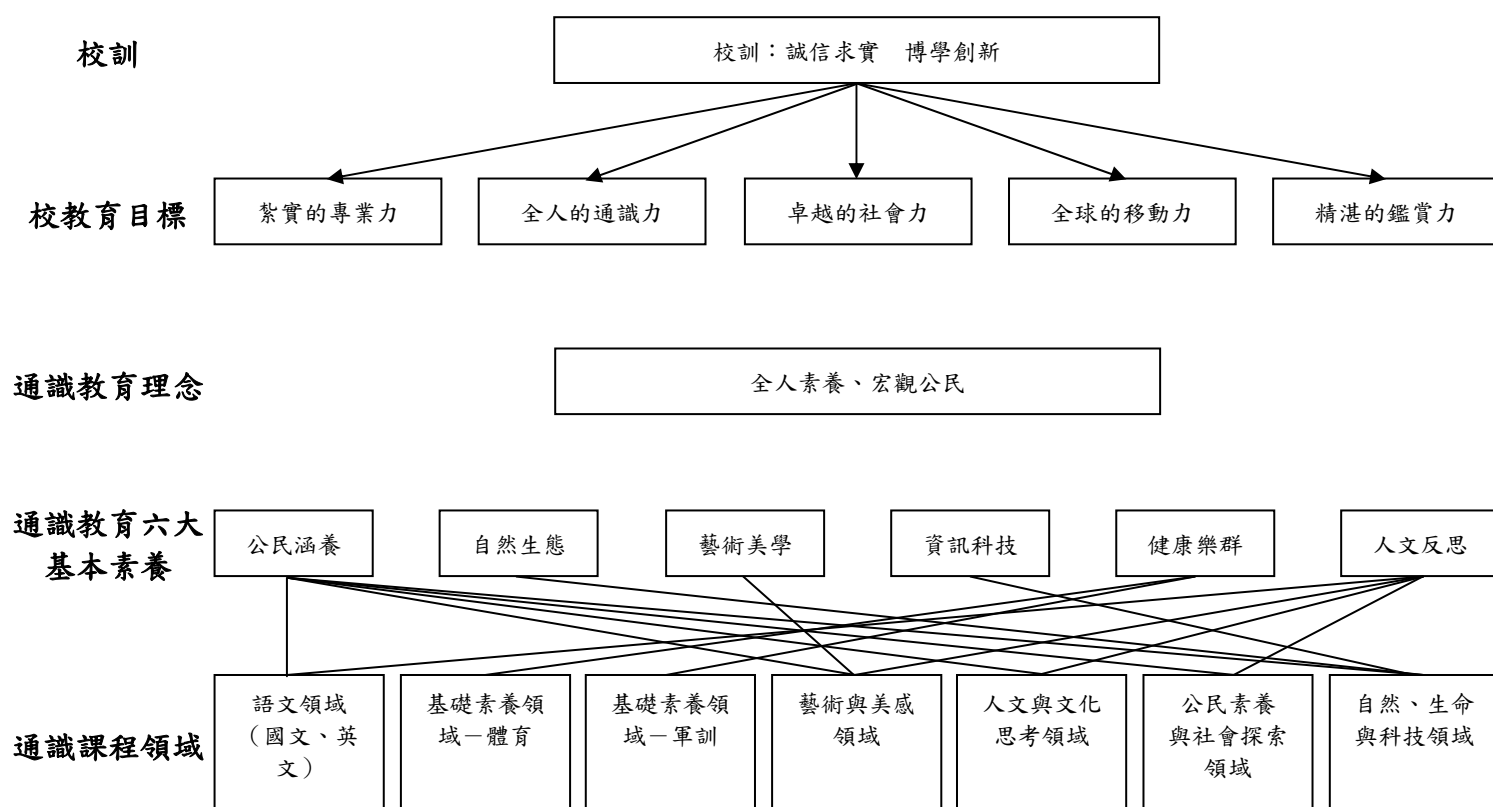 校訓
校訓：誠信求實　博學創新
校教育目標
紮實的專業力
全人的通識力
卓越的社會力
全球的移動力
精湛的鑑賞力
通識教育理念
全人素養、宏觀公民
通識教育六大
基本素養
公民涵養
自然生態
藝術美學
資訊科技
健康樂群
人文反思
通識課程領域
語文領域
（國文、英
文）
基礎素養領
域－體育
基礎素養領
域－軍訓
藝術與美感
領域
人文與文化
思考領域
公民素養
與社會探索
領域
自然、生命
與科技領域